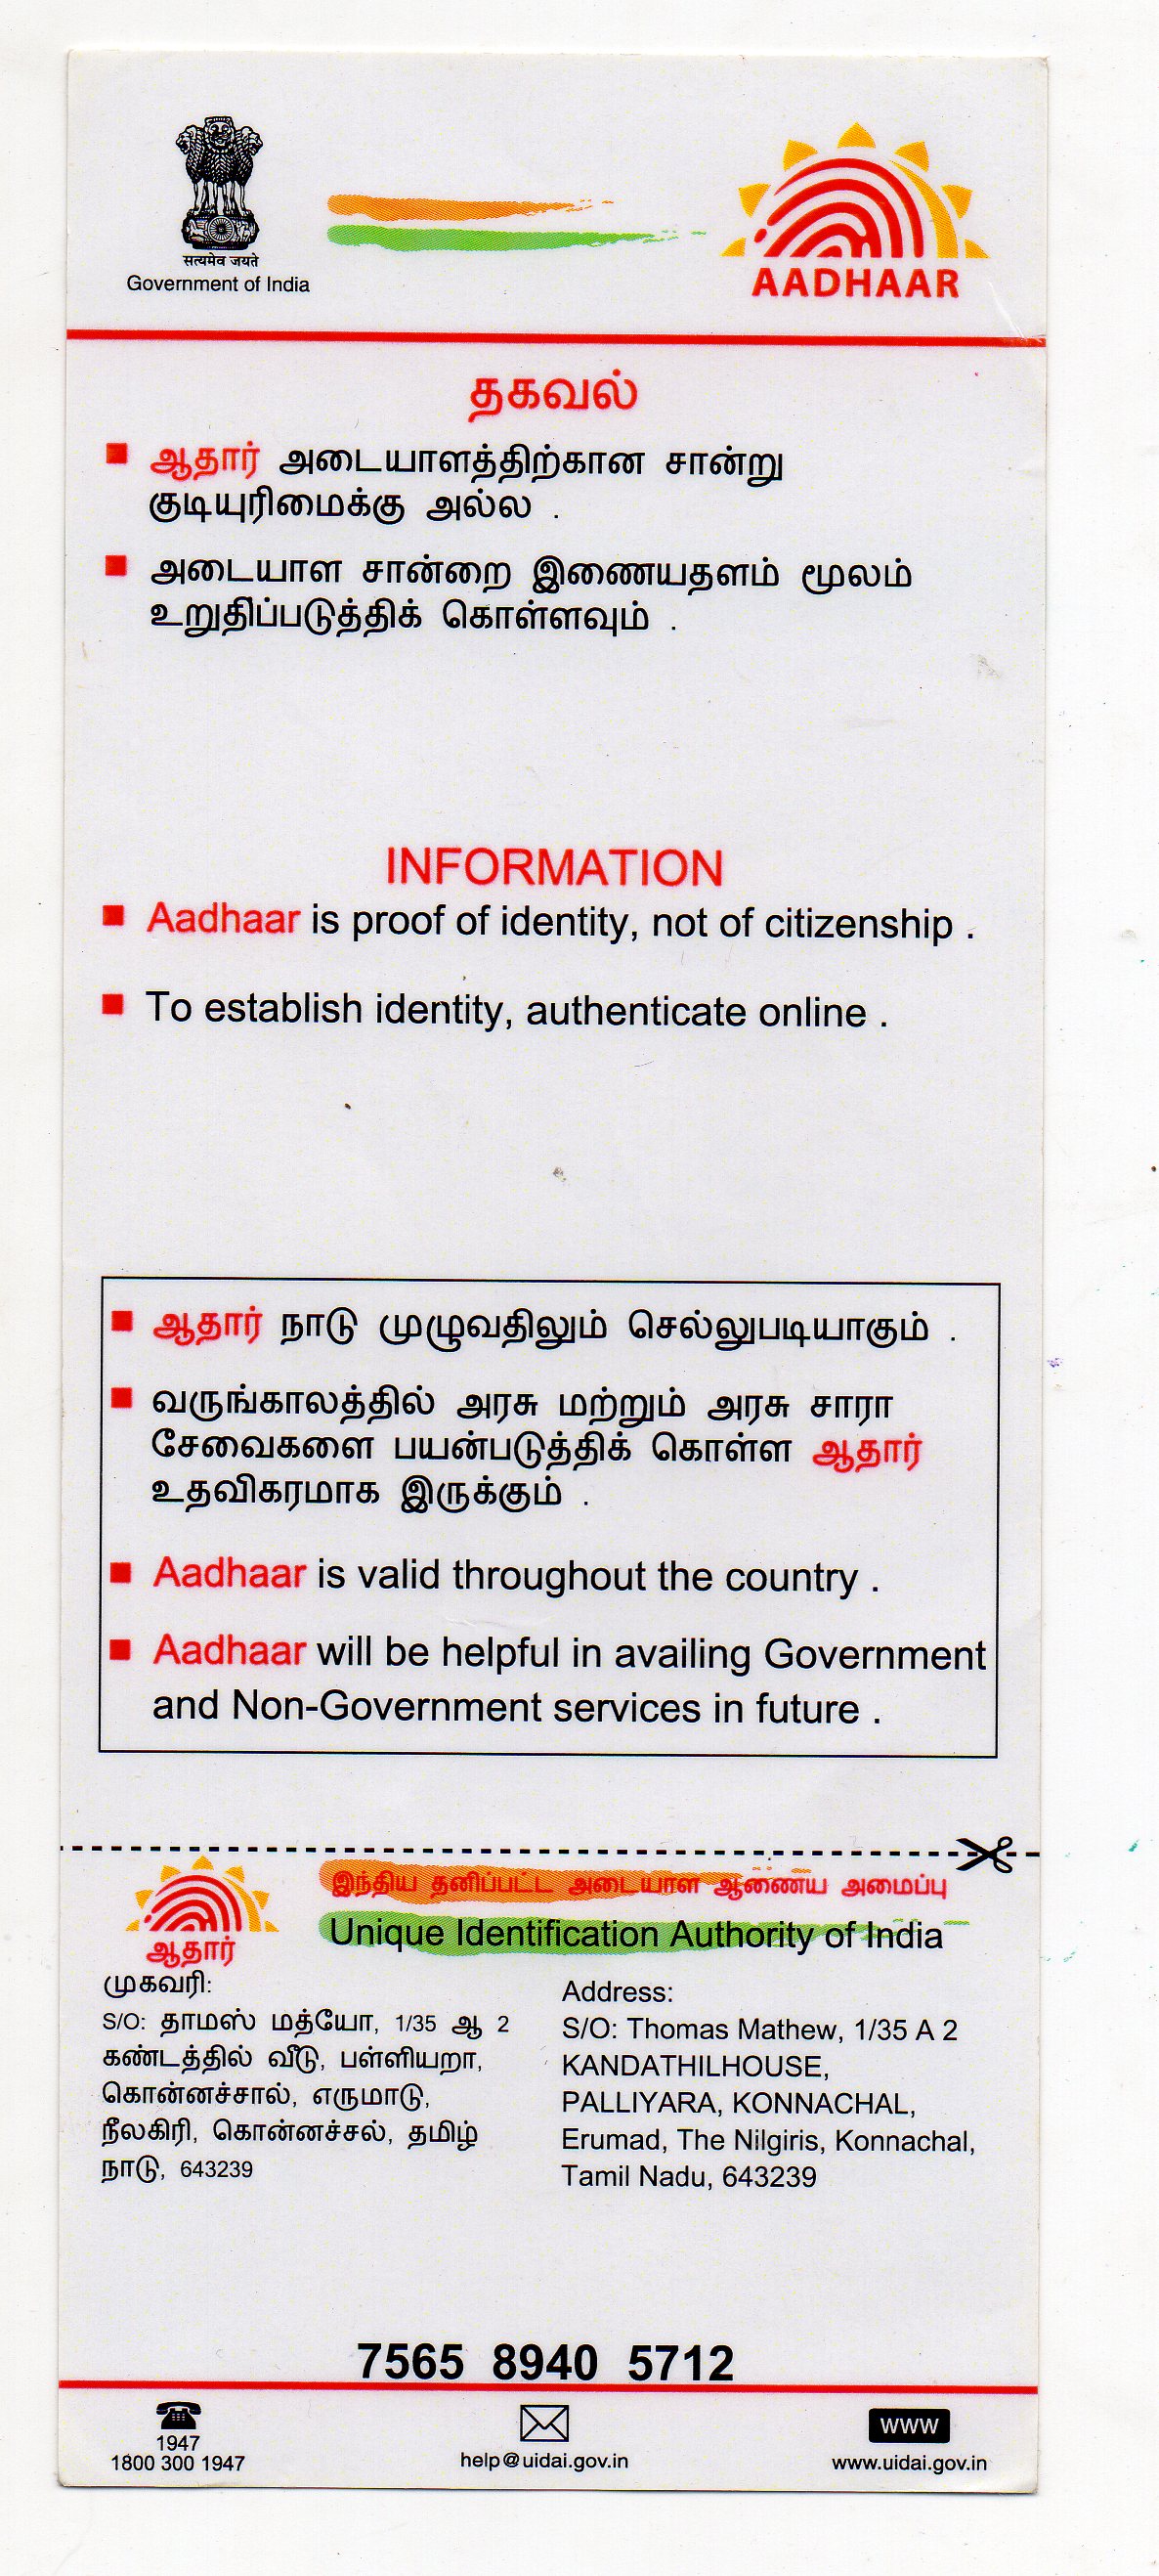 सत्यमेव जयते
Government of India
AADHAAR
தகவல்
ஆதார் அடையாளத்திற்கான சான்று
குடியுரிமைக்கு அல்ல .
அடையாள சான்றை இணையதளம் மூலம்
உறுதிப்படுத்திக் கொள்ளவும் .
INFORMATION
Aadhaar is proof of identity, not of citizenship .
To establish identity, authenticate online .
ஆதார் நாடு முழுவதிலும் செல்லுபடியாகும் .
வருங்காலத்தில் அரசு மற்றும் அரசு சாரா
சேவைகளை பயன்படுத்திக் கொள்ள ஆதார்
உதவிகரமாக இருக்கும் .
Aadhaar is valid throughout the country .
Aadhaar will be helpful in availing Government
and Non-Government services in future .
இந்திய தனிப்பட்ட அடையாள ஆணைய அமைப்பு
Unique Identification Authority of India
ஆதார்
முகவரி:
S/O: தாமஸ் மத்யோ, 1/35 ஆ 2
கண்டத்தில் வீடு, பள்ளியறா,
கொன்னச்சால், எருமாடு,
நீலகிரி, கொன்னச்சல், தமிழ்
நாடு, 643239
Address:
S/O: Thomas Mathew, 1/35 A 2
KANDATHILHOUSE,
PALLIYARA, KONNACHAL,
Erumad, The Nilgiris, Konnachal,
Tamil Nadu, 643239
7565 8940 5712
1947
1800 300 1947
help@uidai.gov.in
www
www.uidai.gov.in